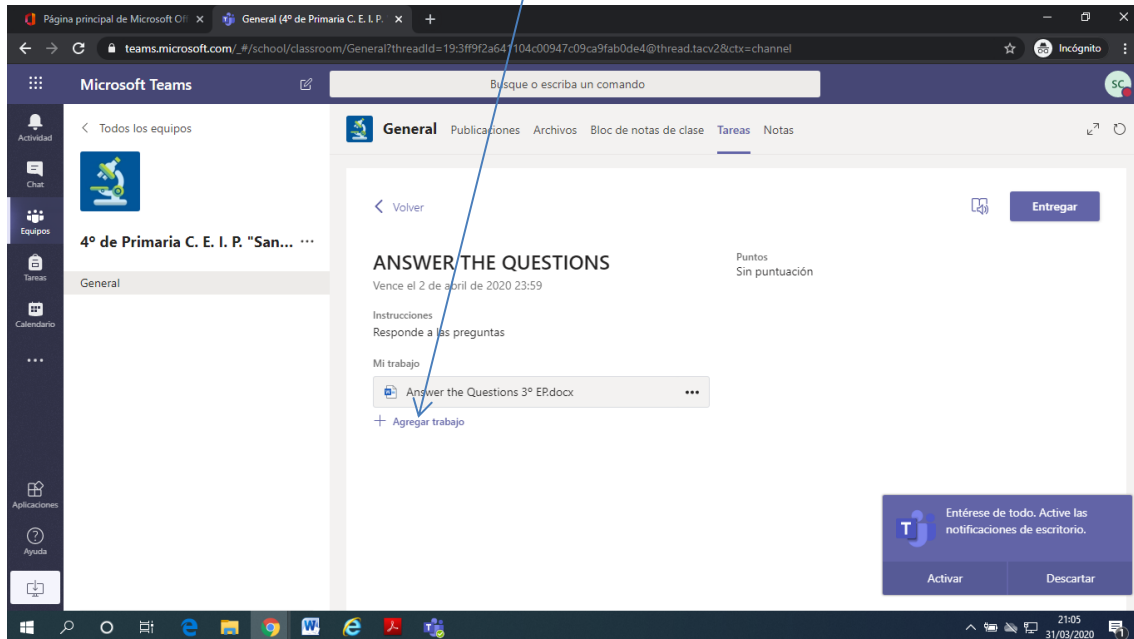 Página principal de Microsoft Off
General (4º de Primaria C. E. I. P.
teams.microsoft.com/_#/school/classroom/General?threadId=19:3ff9f2a641104c00947c09ca9fab0de4@thread.tacv2&ctx=channel
Incógnito
Microsoft Teams
Busque o escriba un comando
SC
Actividad
Chat
Equipos
Tareas
Calendario
Aplicaciones
Ayuda
Todos los equipos
4º de Primaria C. E. I. P. "San... ...
General
General Publicaciones Archivos Bloc de notas de clase Tareas Notas
Volver
Entregar
ANSWER THE QUESTIONS
Vence el 2 de abril de 2020 23:59
Puntos
Sin puntuación
Instrucciones
Responde a las preguntas
Mi trabajo
Answer the Questions 3º EP.docx
+ Agregar trabajo
T
Entérese de todo. Active las
notificaciones de escritorio.
Activar Descartar
21:05
31/03/2020